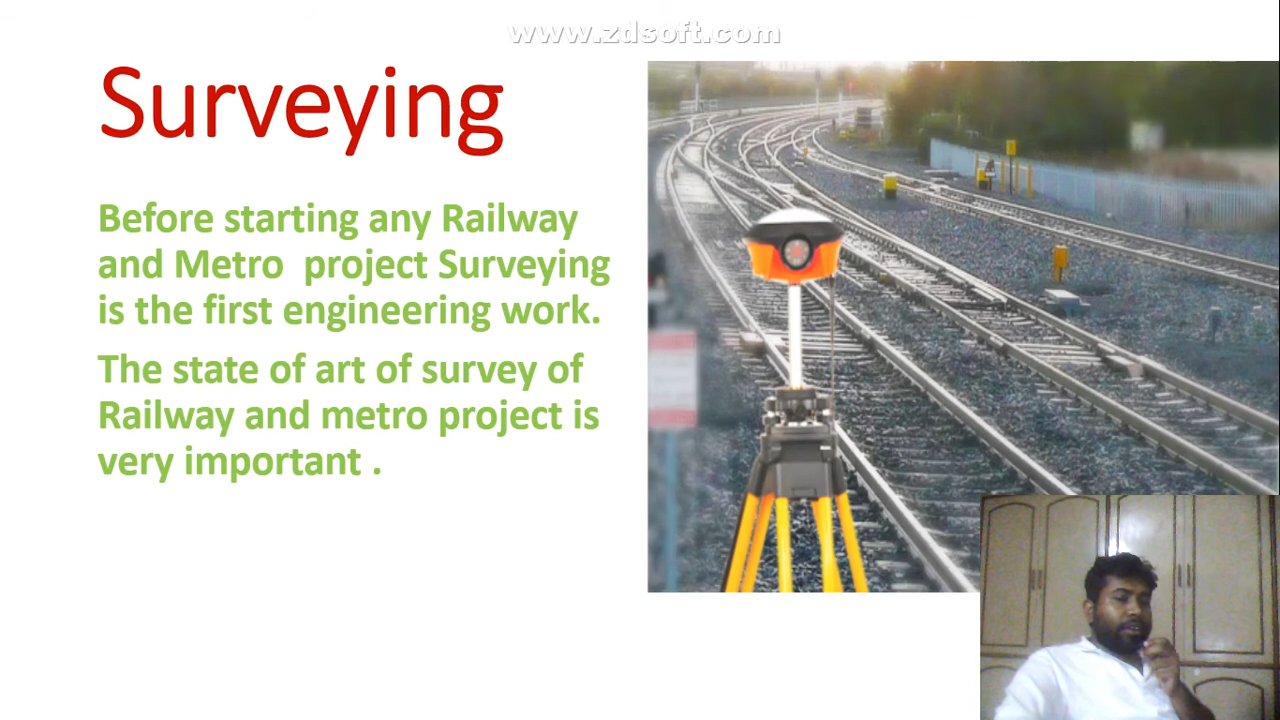 www.zdsoft.com
Surveying
Before starting any Railway
and Metro  project Surveying
is the first engineering work.
The state of art of survey of
Railway and metro project is
very important .